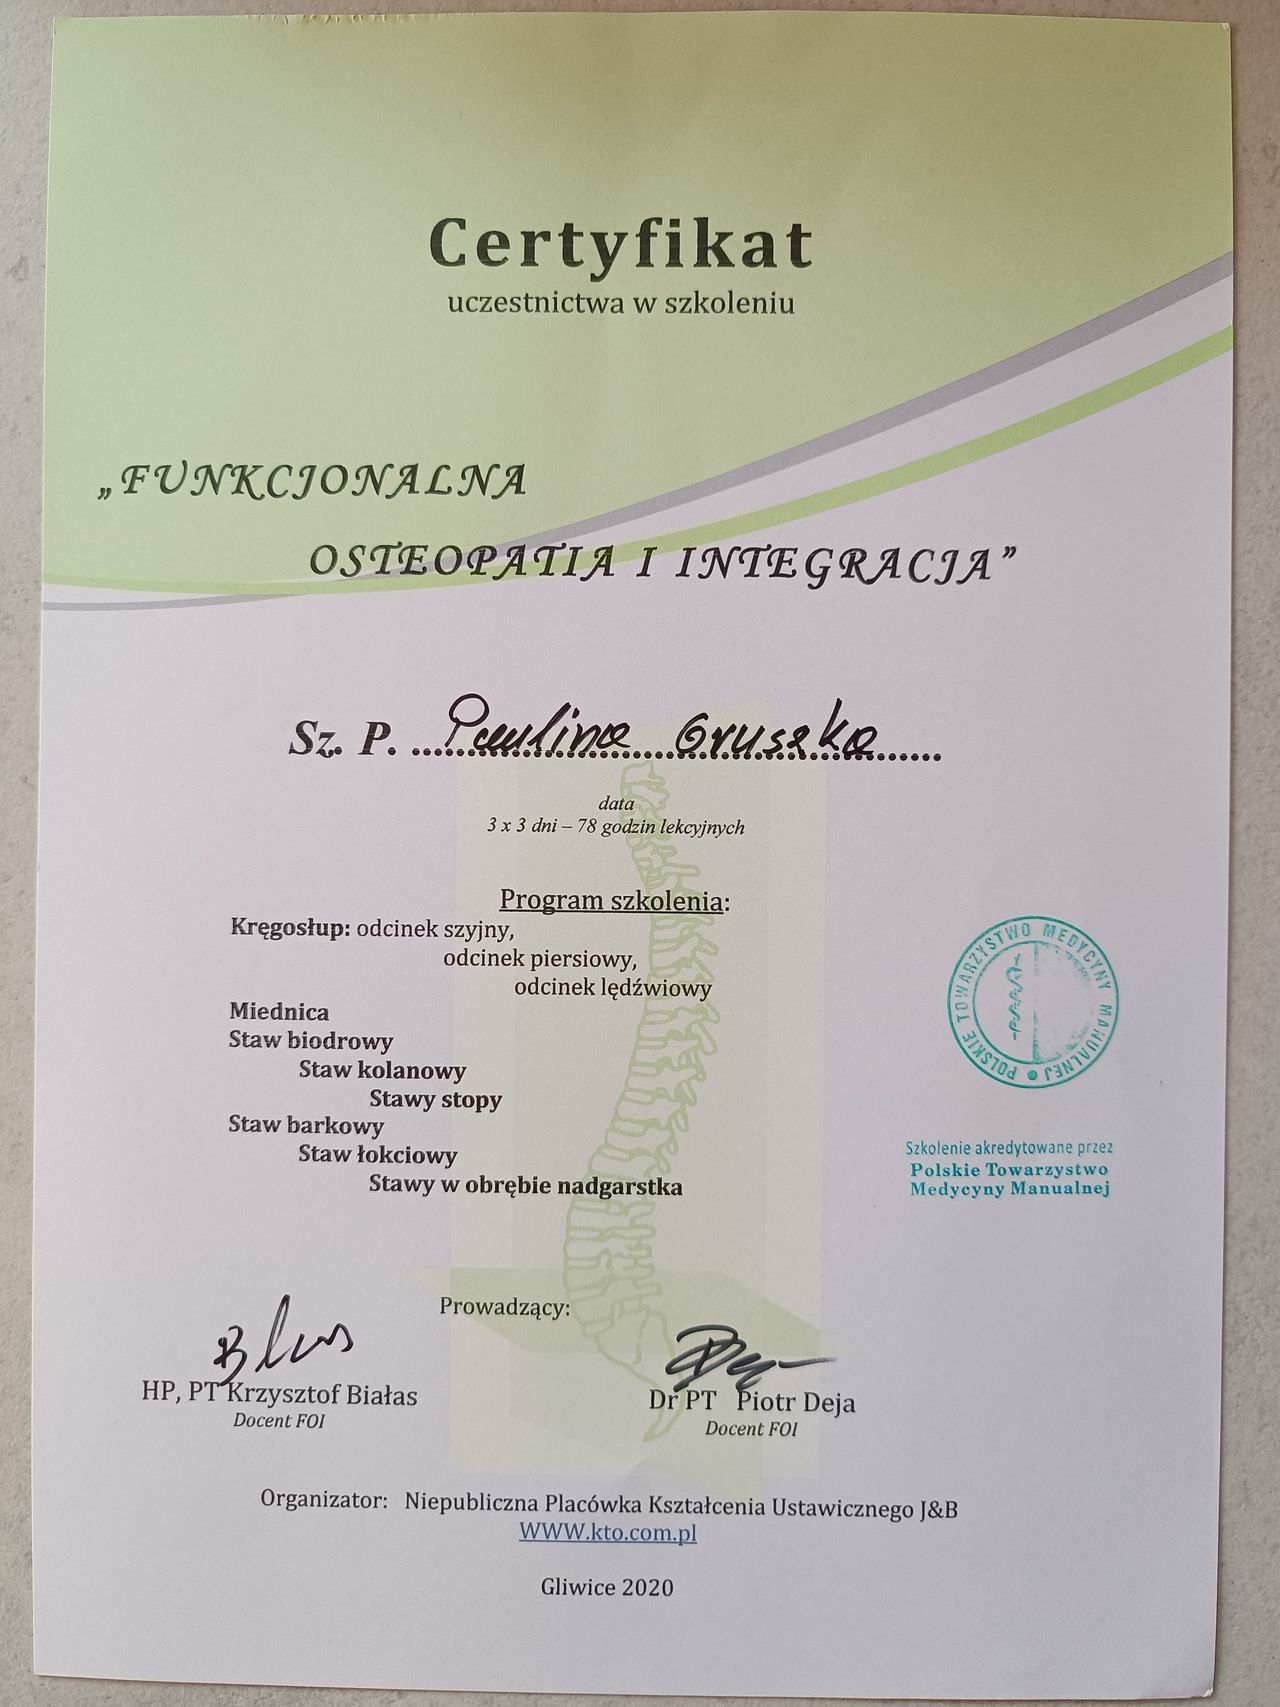 Certyfikat
uczestnictwa w szkoleniu
„FUNKCJONALNA
OSTEOPATIA I INTEGRACJA”
Sz. P. ....Paulina Gruszka......
data
3 x 3 dni – 78 godzin lekcyjnych
Program szkolenia:
Kręgosłup: odcinek szyjny,
odcinek piersiowy,
odcinek lędźwiowy
Miednica
Staw biodrowy
Staw kolanowy
Stawy stopy
Staw barkowy
Staw łokciowy
Stawy w obrębie nadgarstka
POLSKIE TOWARZYSTWO MEDYCYNY MANUALNEJ
Szkolenie akredytowane przez
Polskie Towarzystwo
Medycyny Manualnej
Prowadzący:
HP, PT Krzysztof Białas
Docent FOI
Dr PT Piotr Deja
Docent FOI
Organizator: Niepubliczna Placówka Kształcenia Ustawicznego J&B
WWW.kto.com.pl
Gliwice 2020